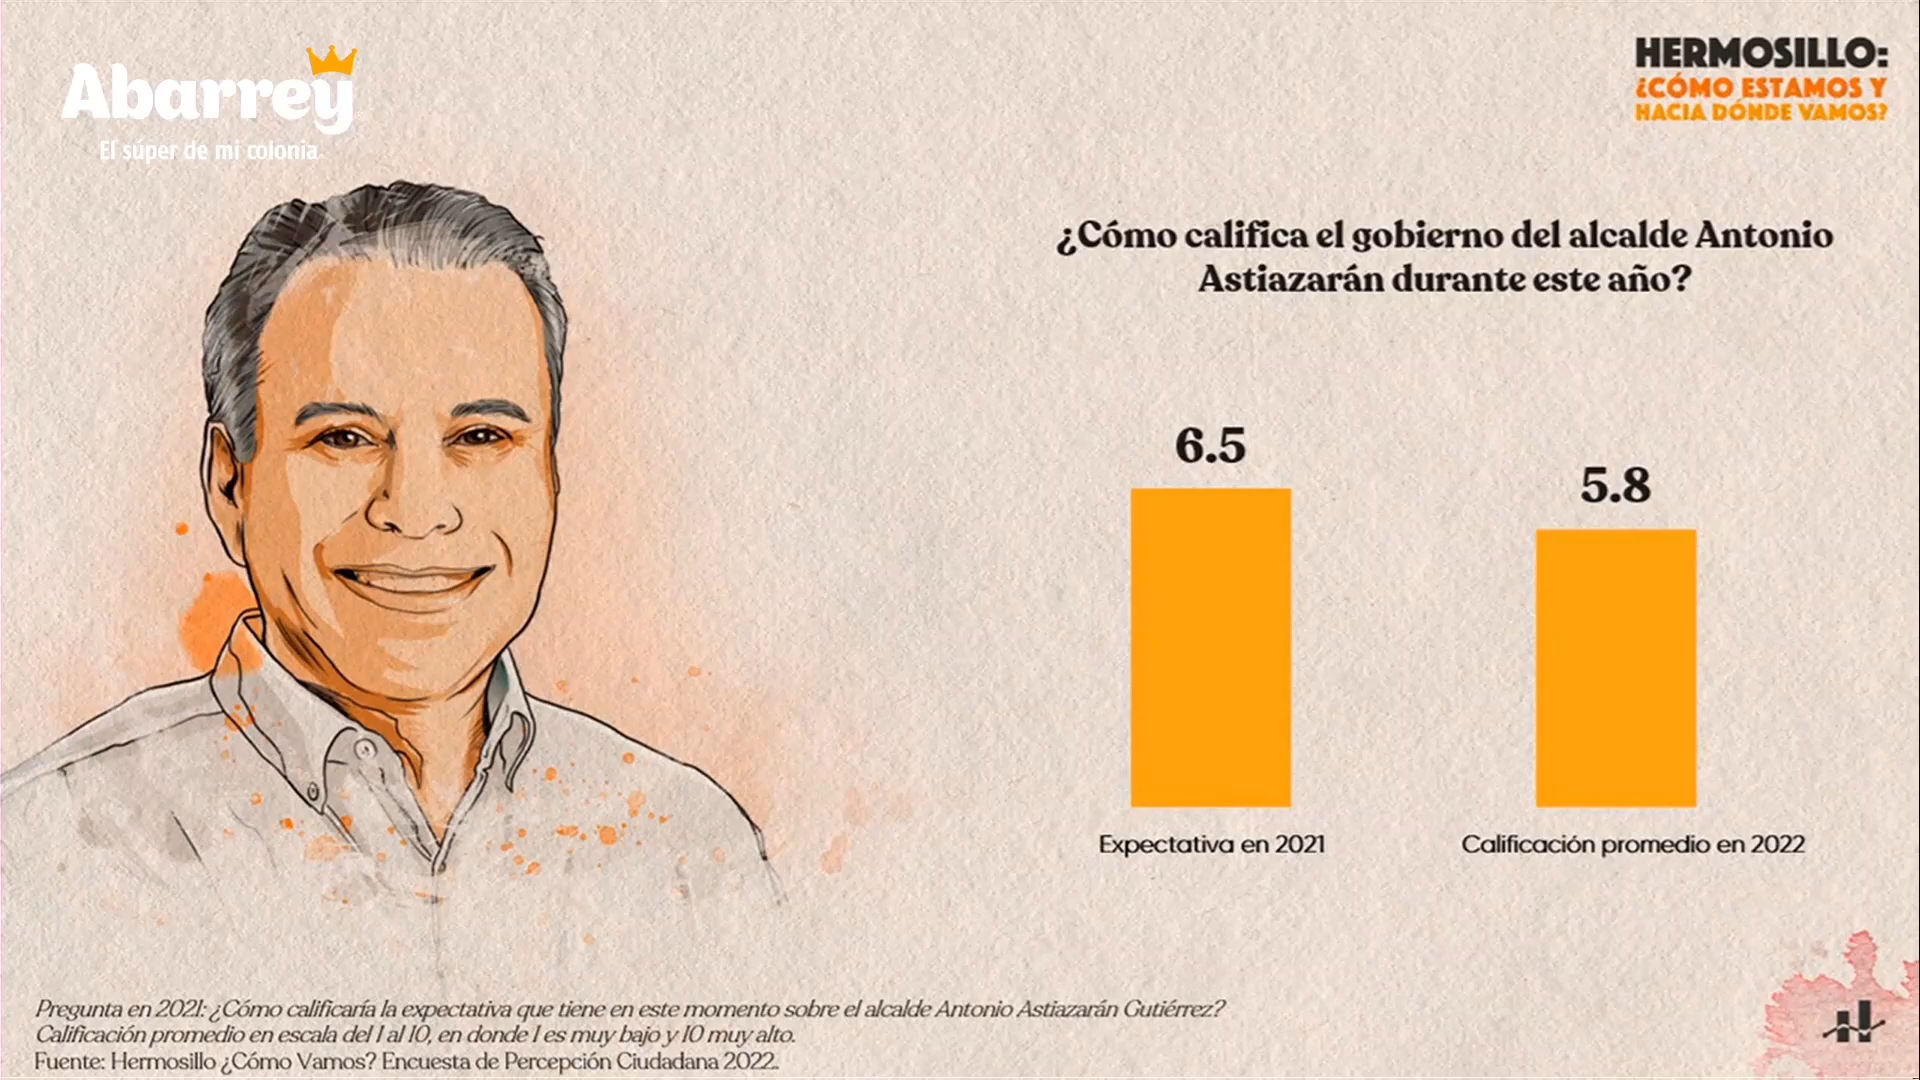 Abarrey
El súper de mi colonia
HERMOSILLO:
¿CÓMO ESTAMOS Y
HACIA DÓNDE VAMOS?
¿Cómo califica el gobierno del alcalde Antonio
Astiazarán durante este año?
6.5
5.8
Expectativa en 2021
Calificación promedio en 2022
Pregunta en 2021: ¿Cómo calificaría la expectativa que tiene en este momento sobre el alcalde Antonio Astiazarán Gutiérrez?
Calificación promedio en escala del 1 al 10, en donde 1 es muy bajo y 10 muy alto.
Fuente: Hermosillo ¿Cómo Vamos? Encuesta de Percepción Ciudadana 2022.